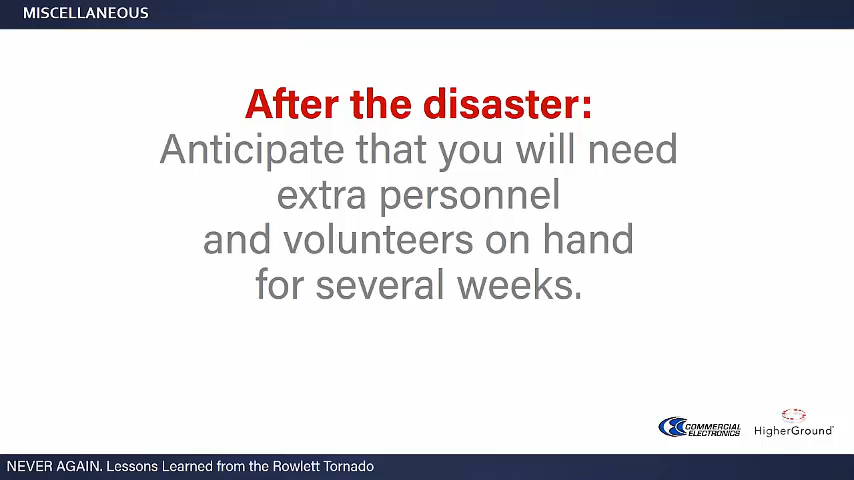 MISCELLANEOUS
After the disaster:
Anticipate that you will need
extra personnel
and volunteers on hand
for several weeks.
COMMERCIAL
ELECTRONICS
HigherGround
NEVER AGAIN. Lessons Learned from the Rowlett Tornado